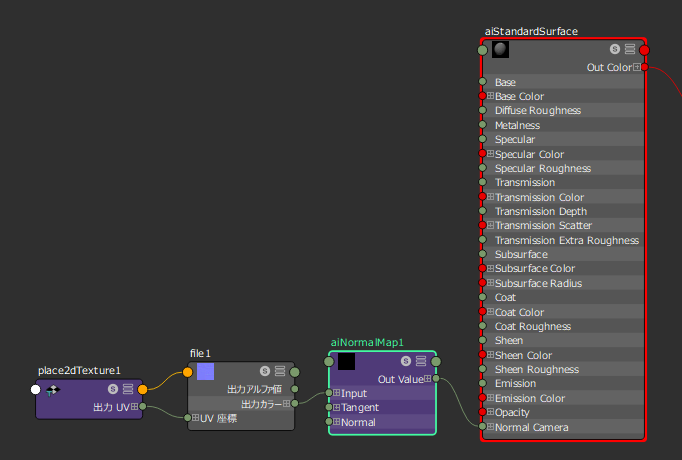 aiStandardSurface
S
Out Color
Base
Base Color
Diffuse Roughness
Metalness
Specular
Specular Color
Specular Roughness
Transmission
Transmission Color
Transmission Depth
Transmission Scatter
Transmission Extra Roughness
Subsurface
Subsurface Color
Subsurface Radius
Coat
Coat Color
Coat Roughness
Sheen
Sheen Color
Sheen Roughness
Emission
Emission Color
Opacity
Normal Camera
aiNormalMap1
S
Out Value
Input
Tangent
Normal
file1
S
出力アルファ値
出力カラー
UV 座標
place2dTexture1
S
出力 UV